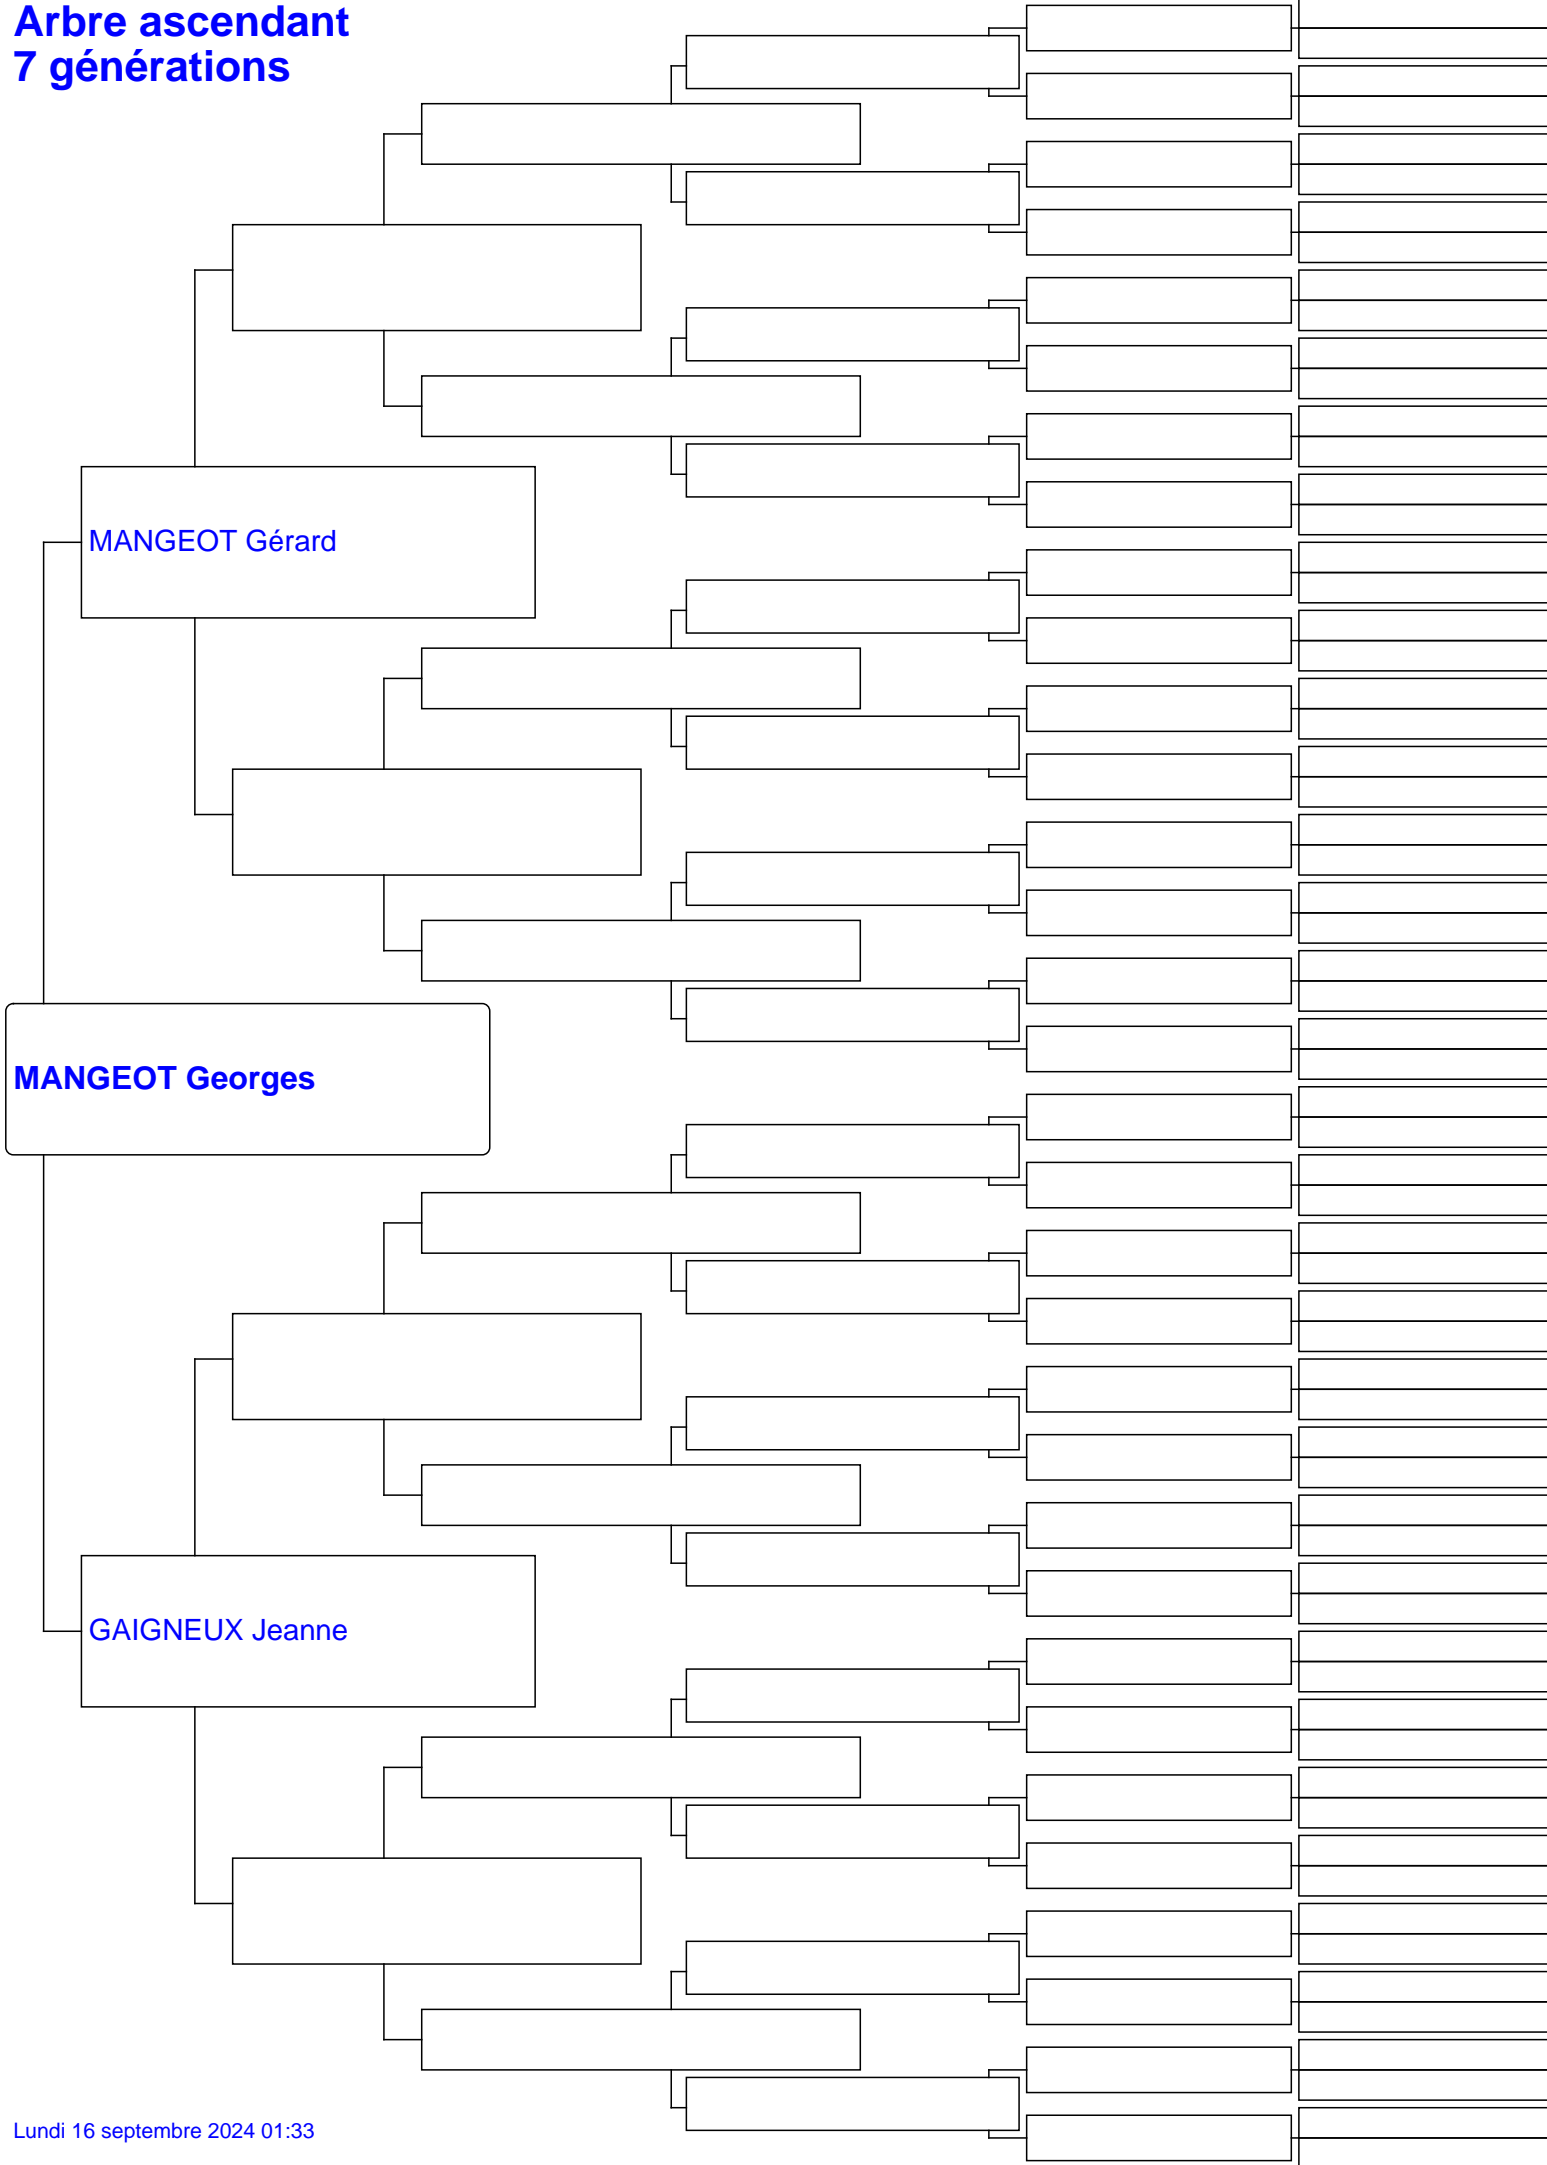 Arbre ascendant
7 générations
MANGEOT Gérard
MANGEOT Georges
GAIGNEUX Jeanne
Lundi 16 septembre 2024 01:33